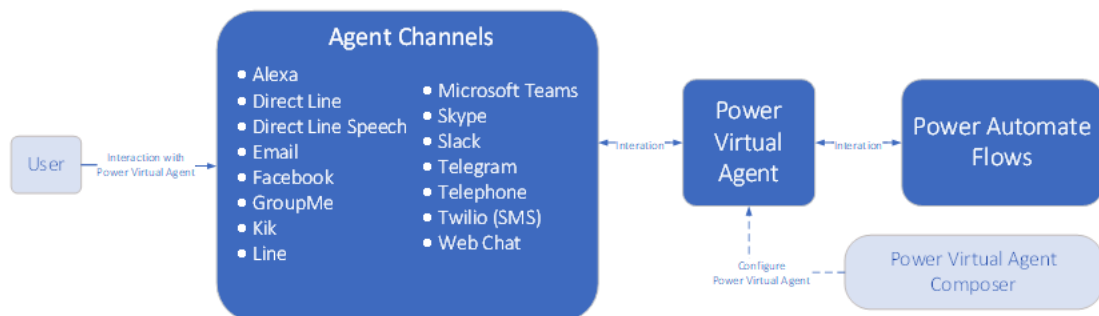 Agent Channels
Alexa
Direct Line
Direct Line Speech
Email
Facebook
GroupMe
Kik
Line
Microsoft Teams
Skype
Slack
Telegram
Telephone
Twilio (SMS)
Web Chat
User
Interaction with
Power Virtual Agent
Interation
Power
Virtual
Agent
Interation
Power Automate
Flows
Configure
Power Virtual Agent
Power Virtual Agent
Composer